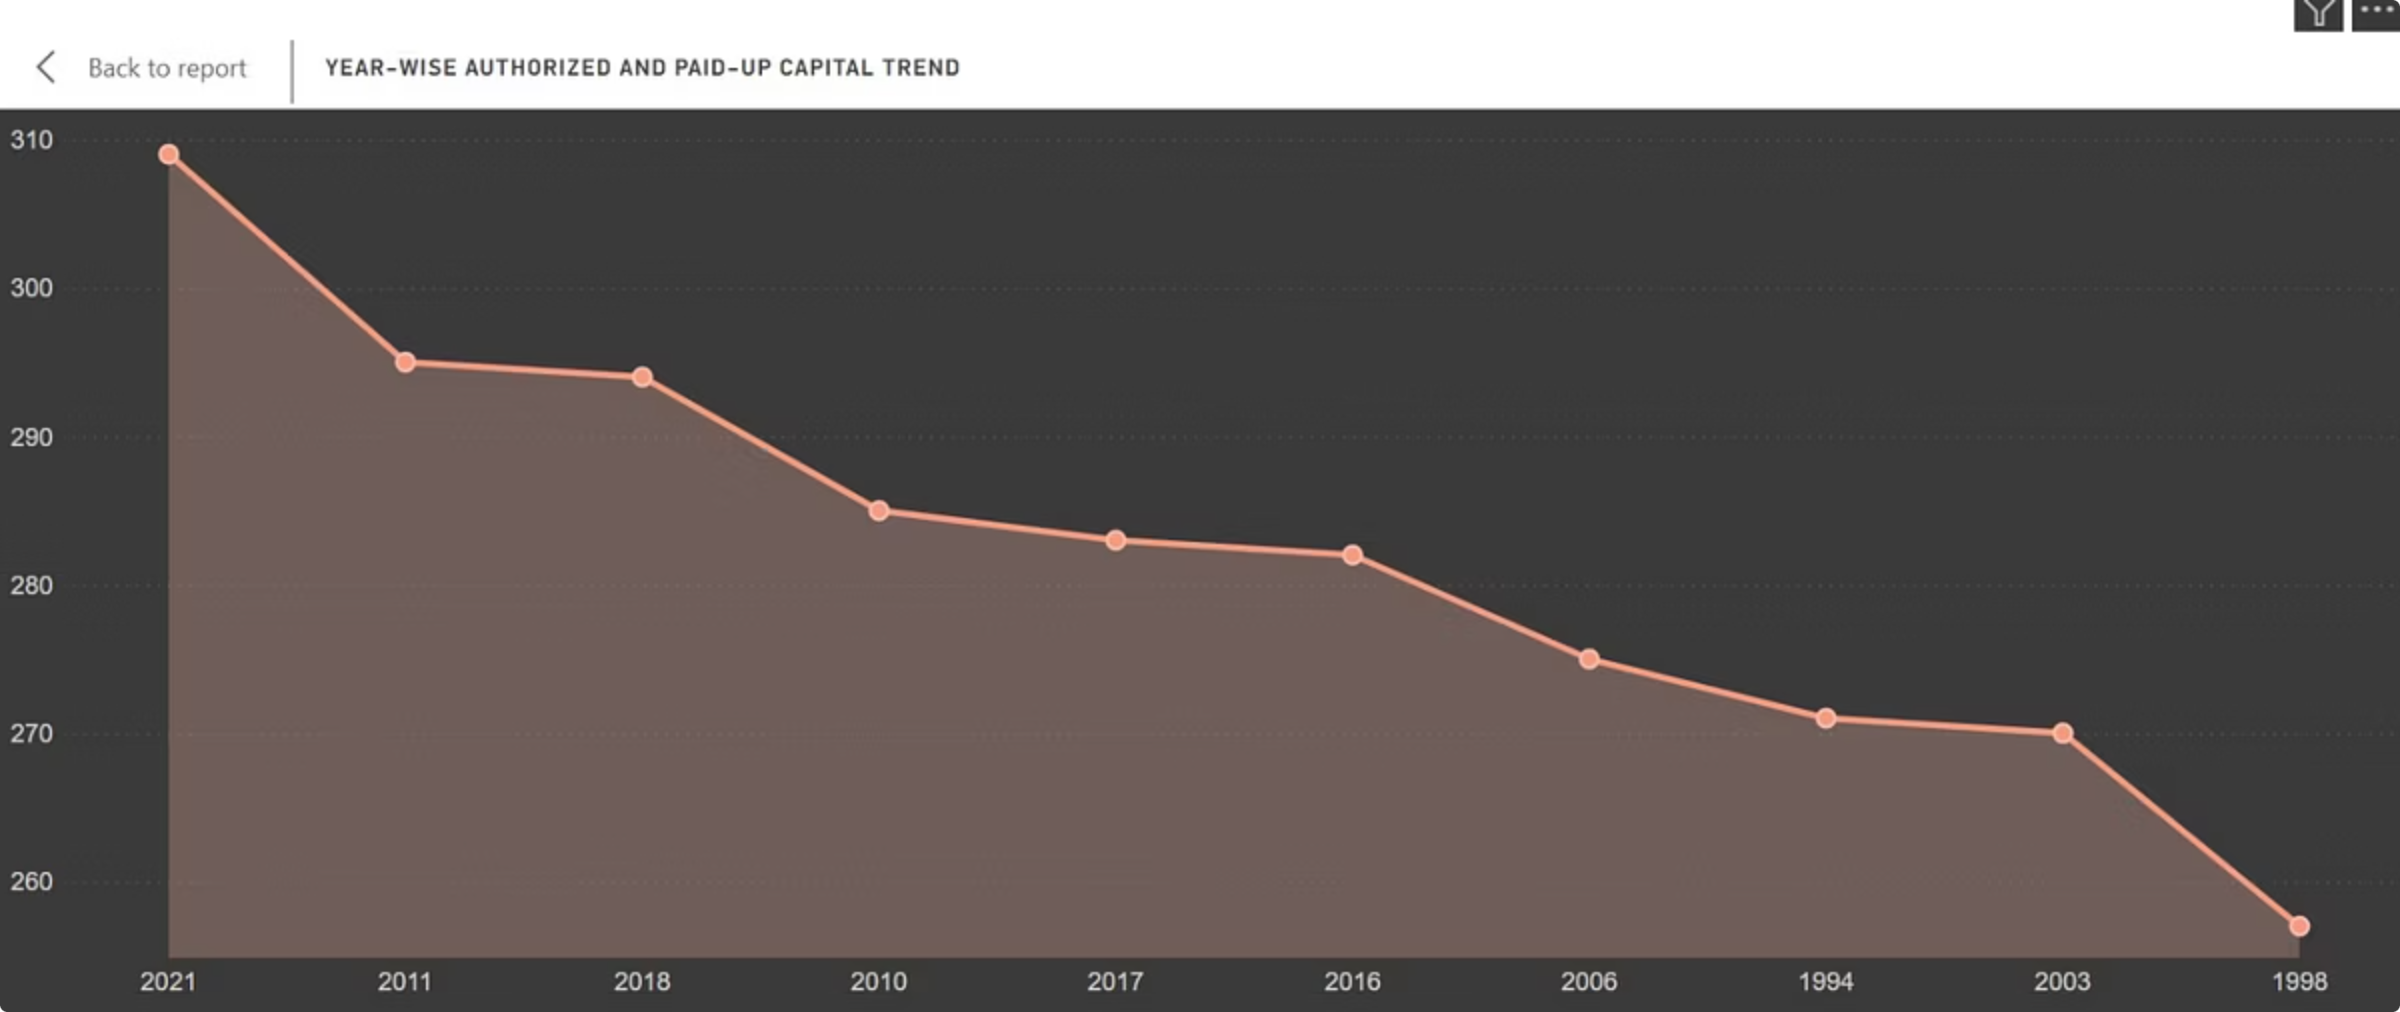 Back to report
YEAR-WISE AUTHORIZED AND PAID-UP CAPITAL TREND
310
300
290
280
270
260
2021 2011 2018 2010 2017 2016 2006 1994 2003 1998